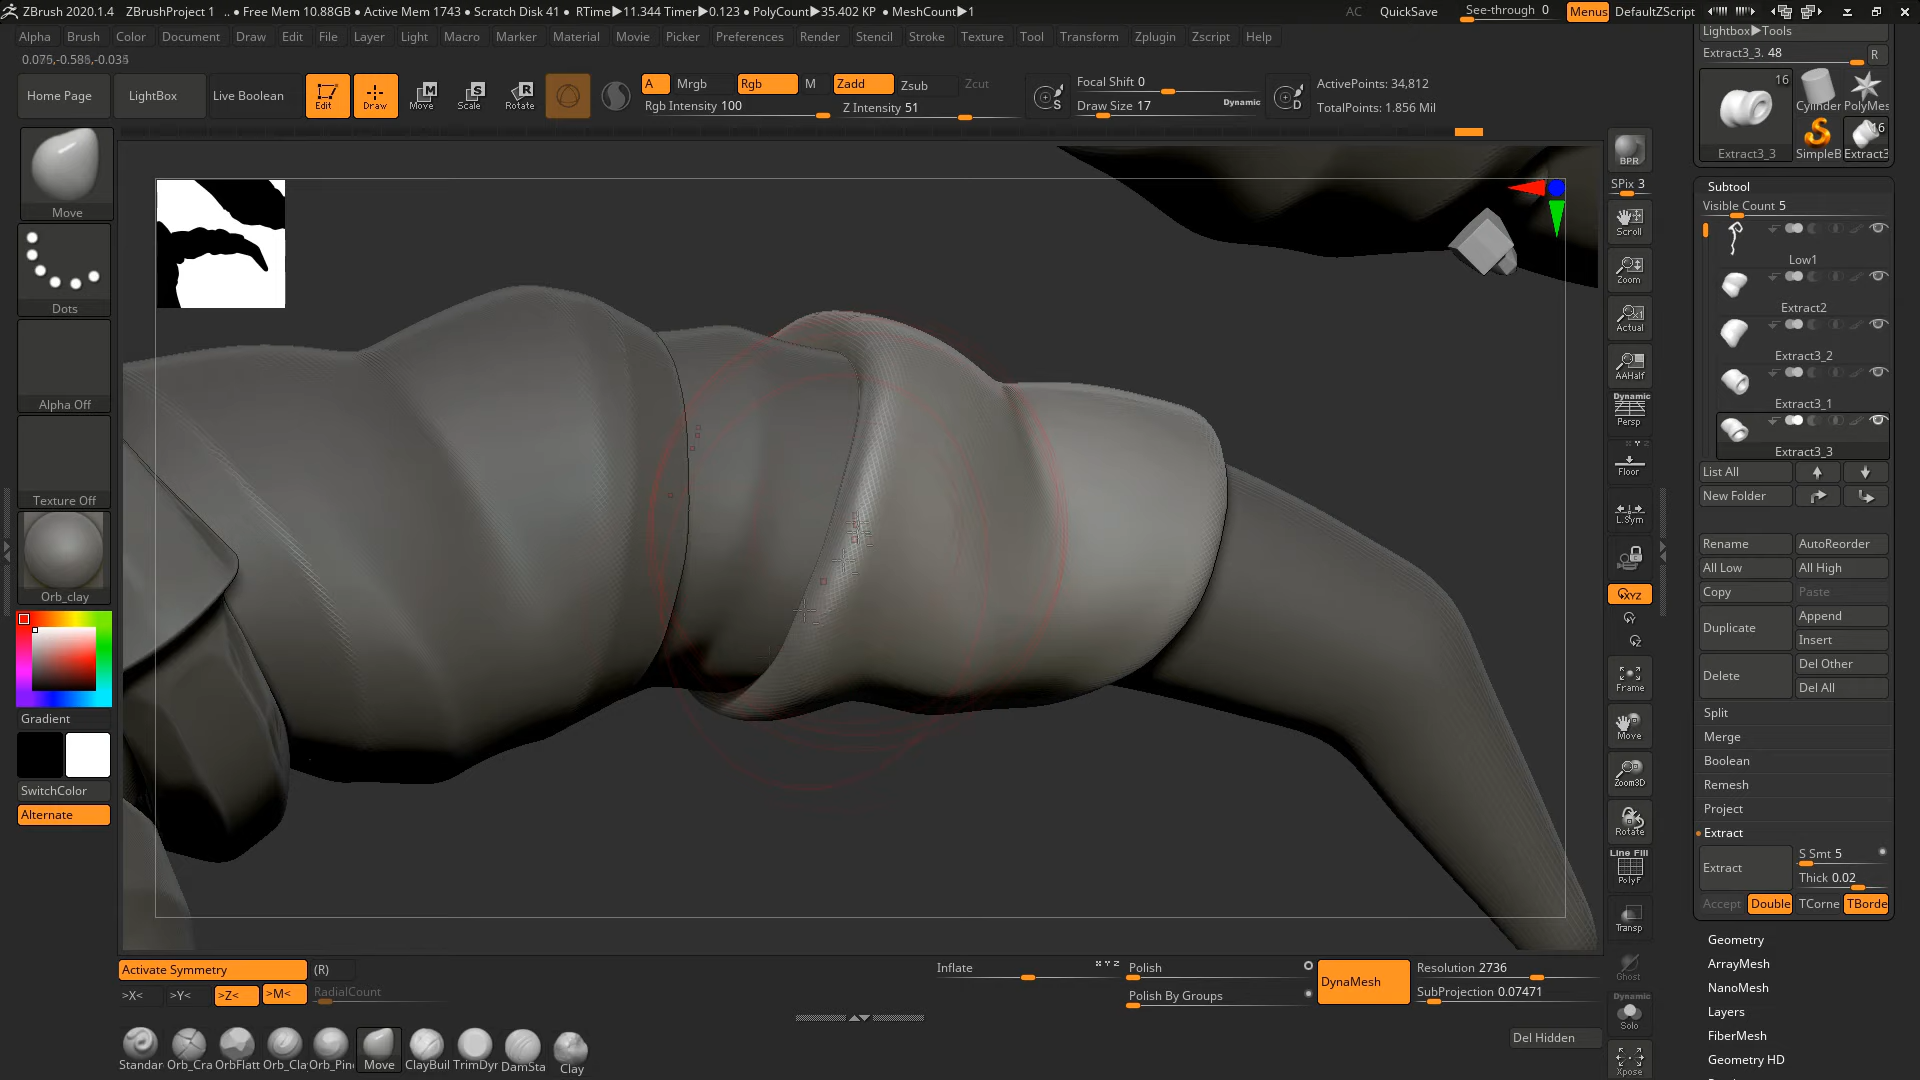 ZBrush 2020.1.4 ZBrushProject 1 .. • Free Mem 10.88GB • Active Mem 1743 • Scratch Disk 41 • RTime▶11.344 Timer▶0.123 • PolyCount▶35.402 KP • MeshCount▶1 AC QuickSave See-through 0 Menus DefaultZScript
Alpha Brush Color Document Draw Edit File Layer Light Macro Marker Material Movie Picker Preferences Render Stencil Stroke Texture Tool Transform Zplugin Zscript Help
0.075,-0.585,-0.035
Home Page LightBox Live Boolean Edit Draw Move Scale Rotate
A Mrgb Rgb M Zadd Zsub Zcut
Rgb Intensity 100 Z Intensity 51
Focal Shift 0
Draw Size 17 Dynamic
ActivePoints: 34,812
TotalPoints: 1.856 Mil
Lightbox▶Tools
Extract3_3. 48 R
16
Cylinder PolyMes
16
Extract3_3 SimpleB Extract3
Move
Dots
Alpha Off
Texture Off
Orb_clay
Gradient
SwitchColor
Alternate
BPR
SPix 3
Scroll
Zoom
Actual
AAHalf
Dynamic
Persp
Floor
L.Sym
XYZ
Frame
Move
Zoom3D
Rotate
Line Fill
PolyF
Transp
Ghost
Dynamic
Solo
Xpose
Subtool
Visible Count 5
Low1
Extract2
Extract3_2
Extract3_1
Extract3_3
List All
New Folder
Rename AutoReorder
All Low All High
Copy Paste
Duplicate Append
Insert
Delete Del Other
Del All
Split
Merge
Boolean
Remesh
Project
Extract
Extract S Smt 5
Thick 0.02
Accept Double TCorne TBorde
Geometry
ArrayMesh
NanoMesh
Layers
FiberMesh
Geometry HD
Activate Symmetry (R)
>X< >Y< >Z< >M< RadialCount
Inflate X Y Z Polish
Polish By Groups
DynaMesh
Resolution 2736
SubProjection 0.07471
Del Hidden
Standar Orb_Cra OrbFlatt Orb_Cla Orb_Pin Move ClayBuil TrimDyr DamSta Clay